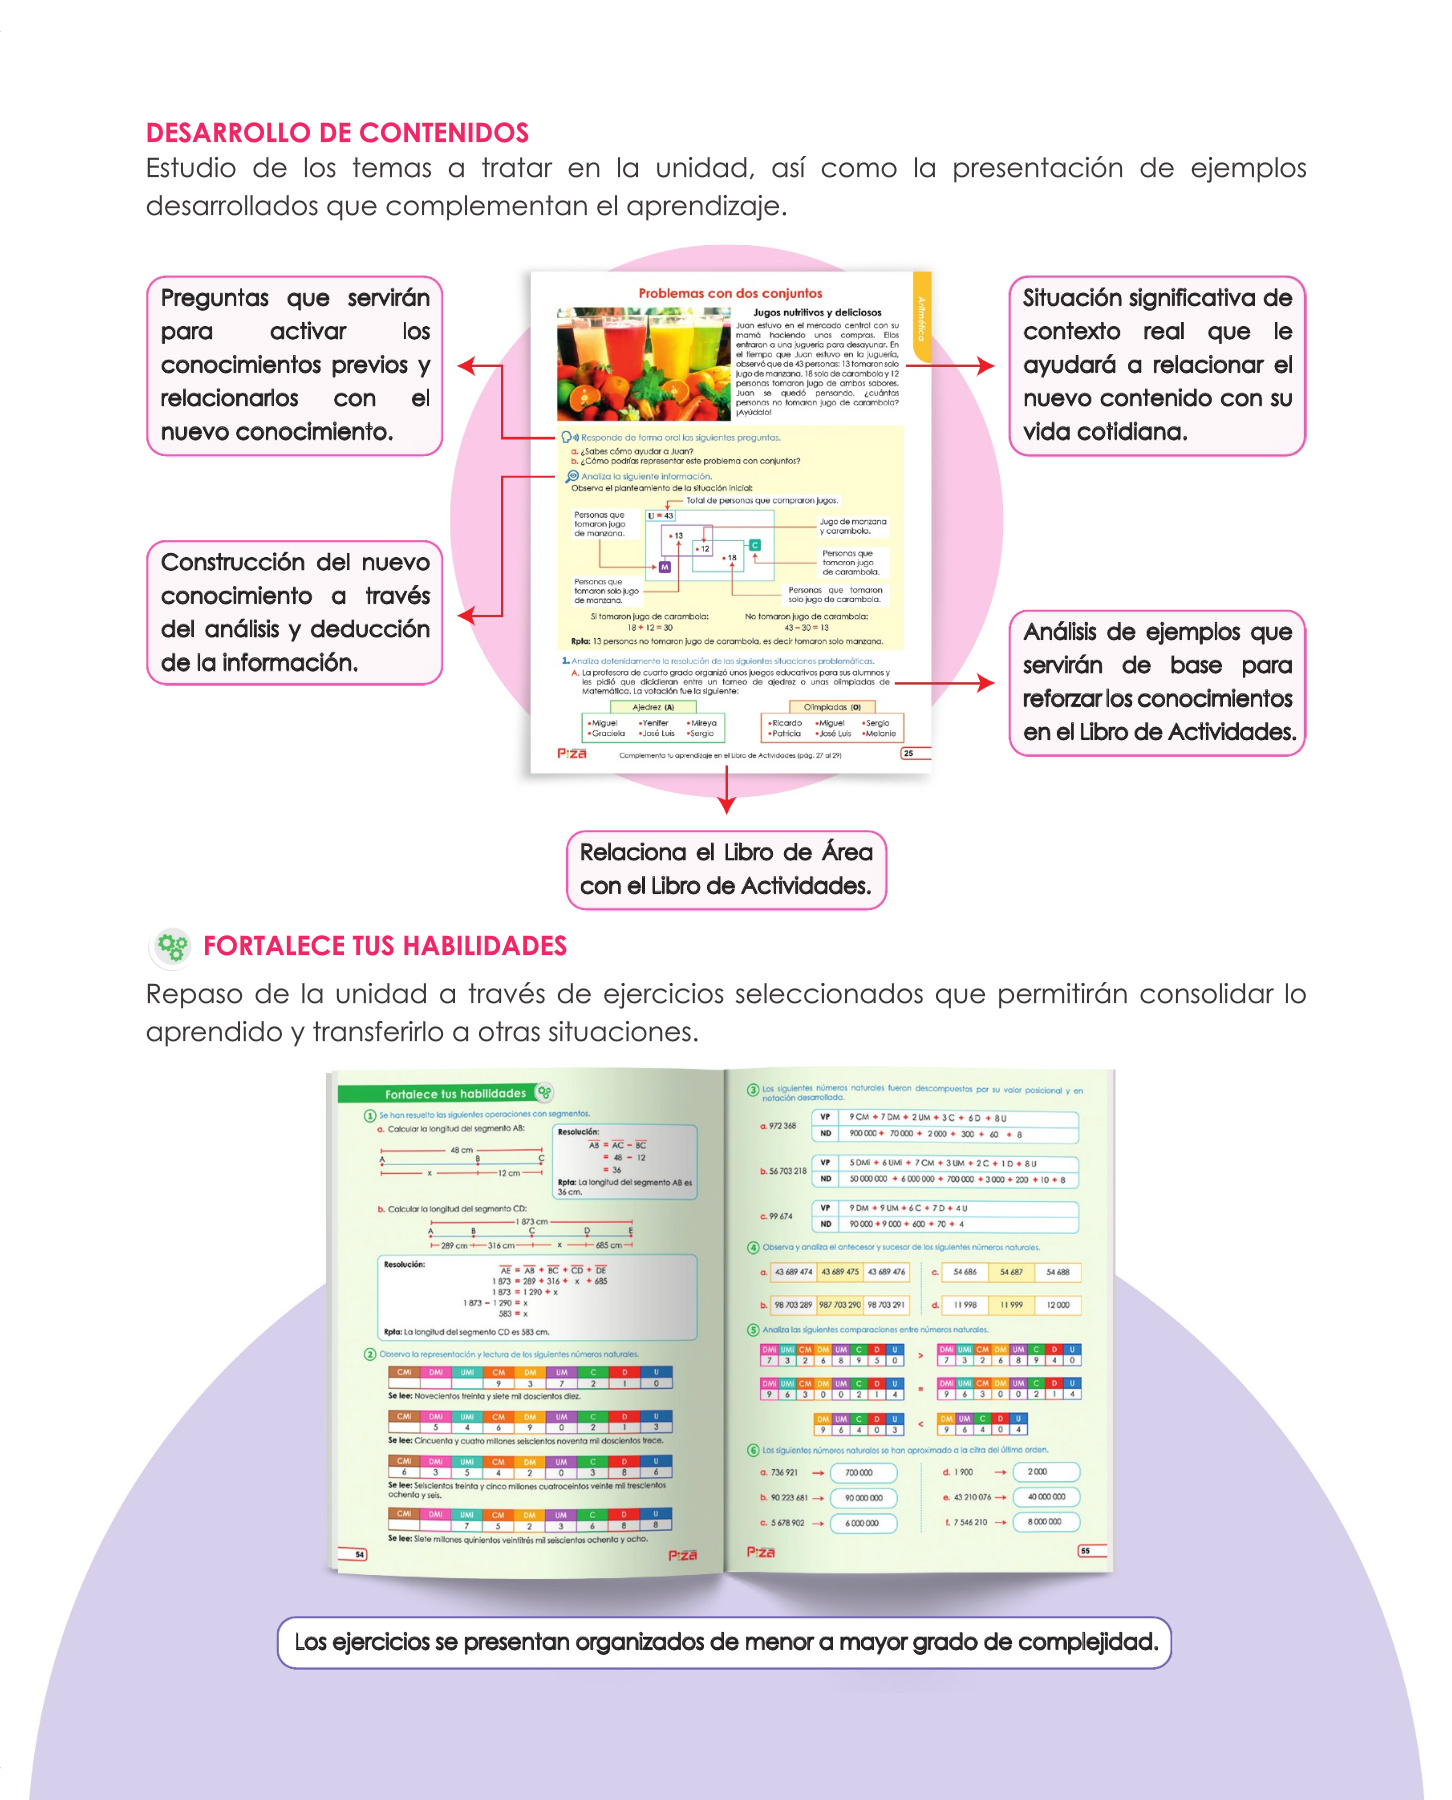 DESARROLLO DE CONTENIDOS
Estudio de los temas a tratar en la unidad, así como la presentación de ejemplos
desarrollados que complementan el aprendizaje.
Preguntas que servirán
para activar los
conocimientos previos y
relacionarlos con el
nuevo conocimiento.
Construcción del nuevo
conocimiento a través
del análisis y deducción
de la información.
Aritmética
Problemas con dos conjuntos
Jugos nutritivos y deliciosos
Juan estuvo en el mercado central con su
mamá haciendo unas compras. Ellos
entraron a una juguería para desayunar. En
el tiempo que Juan estuvo en la juguería,
observó que de 43 personas: 13 tomaron solo
jugo de manzana, 18 solo de carambola y 12
personas tomaron jugo de ambos sabores.
Juan se quedó pensando, ¿cuántas
personas no tomaron jugo de carambola?
¡Ayúdalo!
Responde de forma oral las siguientes preguntas.
a. ¿Sabes cómo ayudar a Juan?
b. ¿Cómo podrías representar este problema con conjuntos?
Analiza la siguiente información.
Observa el planteamiento de la situación inicial:
Total de personas que compraron jugos.
Personas que
tomaron jugo
de manzana.
U = 43
• 13
• 12
• 18
M
C
Jugo de manzana
y carambola.
Personas que
tomaron jugo
de carambola.
Personas que
tomaron solo jugo
de manzana.
Personas que tomaron
solo jugo de carambola.
Sí tomaron jugo de carambola:
18 + 12 = 30
No tomaron jugo de carambola:
43 – 30 = 13
Rpta: 13 personas no tomaron jugo de carambola, es decir tomaron solo manzana.
1. Analiza detenidamente la resolución de las siguientes situaciones problemáticas.
A. La profesora de cuarto grado organizó unos juegos educativos para sus alumnos y
les pidió que dicidieran entre un torneo de ajedrez o unas olimpiadas de
Matemática. La votación fue la siguiente:
Ajedrez (A)
•Miguel •Yenifer •Mireya
•Graciela •José Luis •Sergio
Olimpiadas (O)
•Ricardo •Miguel •Sergio
•Patricia •José Luis •Melanie
Piza
Complementa tu aprendizaje en el Libro de Actividades (pág. 27 al 29)
25
Situación significativa de
contexto real que le
ayudará a relacionar el
nuevo contenido con su
vida cotidiana.
Análisis de ejemplos que
servirán de base para
reforzar los conocimientos
en el Libro de Actividades.
Relaciona el Libro de Área
con el Libro de Actividades.
FORTALECE TUS HABILIDADES
Repaso de la unidad a través de ejercicios seleccionados que permitirán consolidar lo
aprendido y transferirlo a otras situaciones.
Fortalece tus habilidades
1 Se han resuelto las siguientes operaciones con segmentos.
a. Calcular la longitud del segmento AB:
48 cm
A B C
x 12 cm
Resolución:
AB = AC – BC
= 48 – 12
= 36
Rpta: La longitud del segmento AB es
36 cm.
b. Calcular la longitud del segmento CD:
1 873 cm
A B C D E
289 cm 316 cm x 685 cm
Resolución:
AE = AB + BC + CD + DE
1 873 = 289 + 316 + x + 685
1 873 = 1 290 + x
1 873 – 1 290 = x
583 = x
Rpta: La longitud del segmento CD es 583 cm.
2 Observa la representación y lectura de los siguientes números naturales.
CMI DMI UMI CM DM UM C D U
9 3 7 2 1 0
Se lee: Novecientos treinta y siete mil doscientos diez.
CMI DMI UMI CM DM UM C D U
5 4 6 9 0 2 1 3
Se lee: Cincuenta y cuatro millones seiscientos noventa mil doscientos trece.
CMI DMI UMI CM DM UM C D U
6 3 5 4 2 0 3 8 6
Se lee: Seiscientos treinta y cinco millones cuatroceintos veinte mil trescientos
ochenta y seis.
CMI DMI UMI CM DM UM C D U
7 5 2 3 6 8 8
Se lee: Siete millones quinientos veintitrés mil seiscientos ochenta y ocho.
54
Piza
3 Los siguientes números naturales fueron descompuestos por su valor posicional y en
notación desarrollada.
a. 972 368
VP 9 CM + 7 DM + 2 UM + 3 C + 6 D + 8 U
ND 900 000 + 70 000 + 2 000 + 300 + 60 + 8
b. 56 703 218
VP 5 DMi + 6 UMi + 7 CM + 3 UM + 2 C + 1 D + 8 U
ND 50 000 000 + 6 000 000 + 700 000 + 3 000 + 200 + 10 + 8
c. 99 674
VP 9 DM + 9 UM + 6 C + 7 D + 4 U
ND 90 000 + 9 000 + 600 + 70 + 4
4 Observa y analiza el antecesor y sucesor de los siguientes números naturales.
a. 43 689 474 43 689 475 43 689 476
c. 54 686 54 687 54 688
b. 98 703 289 987 703 290 98 703 291
d. 11 998 11 999 12 000
5 Analiza las siguientes comparaciones entre números naturales.
DMi UMi CM DM UM C D U DMi UMi CM DM UM C D U
7 3 2 6 8 9 5 0 > 7 3 2 6 8 9 4 0
DMi UMi CM DM UM C D U DMi UMi CM DM UM C D U
9 6 3 0 0 2 1 4 = 9 6 3 0 0 2 1 4
DM UM C D U DM UM C D U
9 6 4 0 3 < 9 6 4 0 4
6 Los siguientes números naturales se han aproximado a la cifra del último orden.
a. 736 921 → 700 000
d. 1 900 → 2 000
b. 90 223 681 → 90 000 000
e. 43 210 076 → 40 000 000
c. 5 678 902 → 6 000 000
f. 7 546 210 → 8 000 000
Piza
55
Los ejercicios se presentan organizados de menor a mayor grado de complejidad.